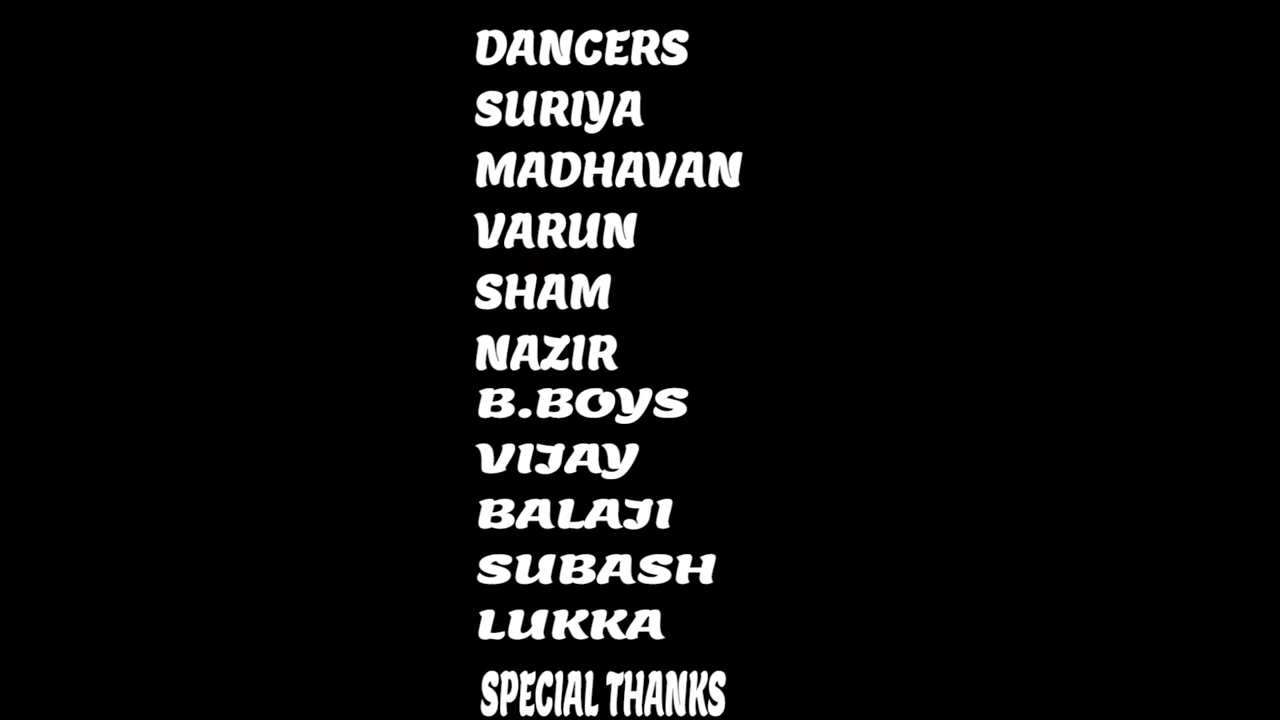 DANCERS
SURIYA
MADHAVAN
VARUN
SHAM
NAZIR
B.BOYS
VIJAY
BALAJI
SUBASH
LUKKA
SPECIAL THANKS